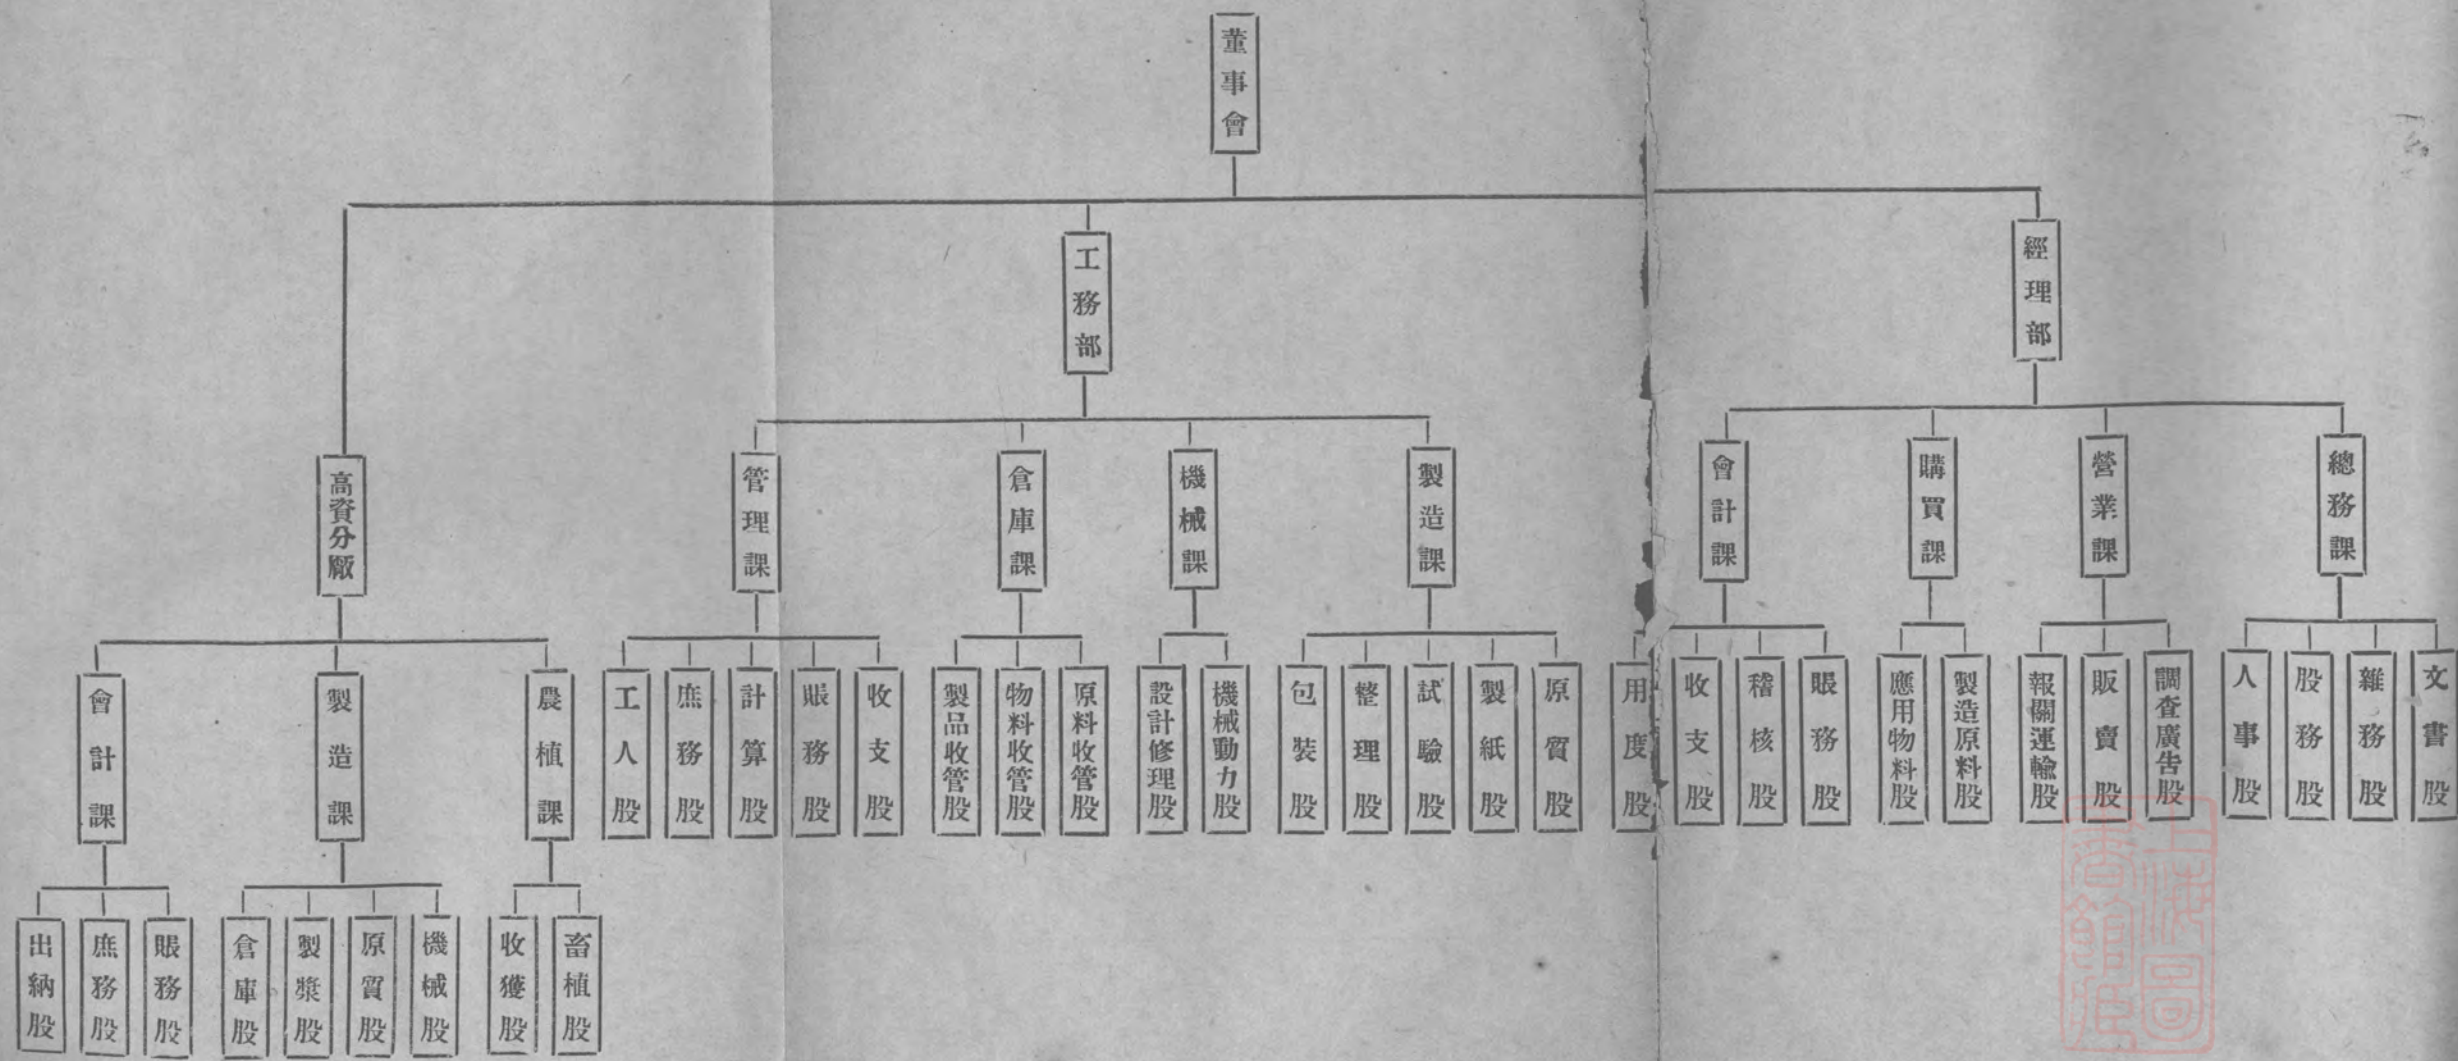 董事會
經理部
工務部
高資分廠
總務課
營業課
購買課
會計課
製造課
機械課
倉庫課
管理課
文書股
雜務股
股務股
人事股
調查廣告股
販賣股
報關運輸股
製造原料股
應用物料股
賬務股
稽核股
收支股
用度股
原質股
製紙股
試驗股
整理股
包裝股
機械動力股
設計修理股
原料收管股
物料收管股
製品收管股
收支股
賬務股
計算股
庶務股
工人股
農植課
製造課
會計課
畜植股
收獲股
機械股
原質股
製漿股
倉庫股
賬務股
庶務股
出納股
上海圖書館藏